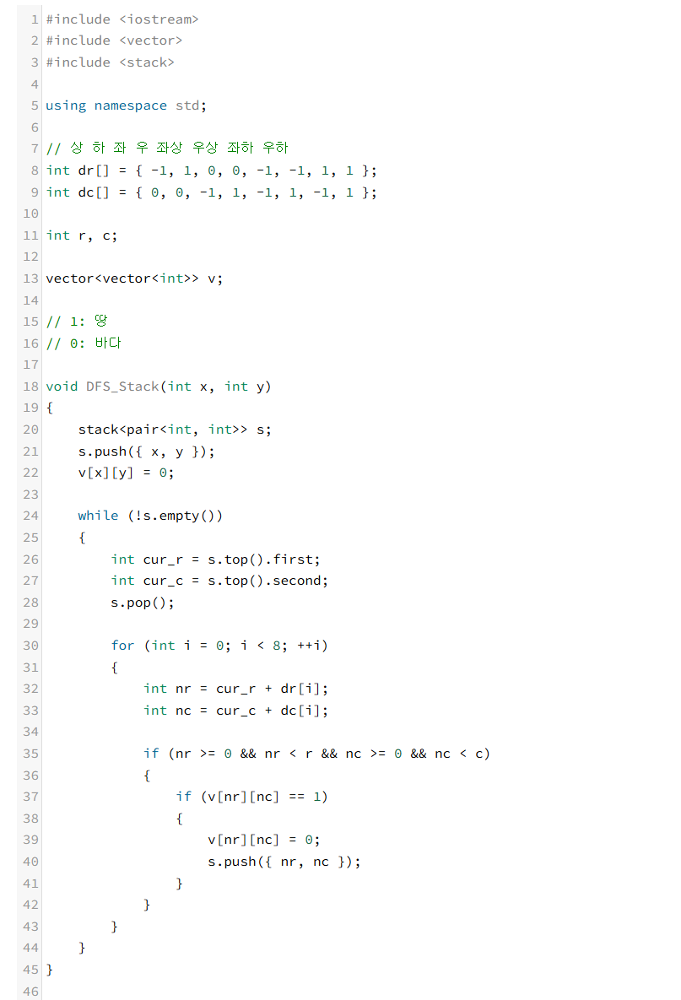 1 #include <iostream>
2 #include <vector>
3 #include <stack>
4
5 using namespace std;
6
7 // 상 하 좌 우 좌상 우상 좌하 우하
8 int dr[] = { -1, 1, 0, 0, -1, -1, 1, 1 };
9 int dc[] = { 0, 0, -1, 1, -1, 1, -1, 1 };
10
11 int r, c;
12
13 vector<vector<int>> v;
14
15 // 1: 땅
16 // 0: 바다
17
18 void DFS_Stack(int x, int y)
19 {
20     stack<pair<int, int>> s;
21     s.push({ x, y });
22     v[x][y] = 0;
23
24     while (!s.empty())
25     {
26         int cur_r = s.top().first;
27         int cur_c = s.top().second;
28         s.pop();
29
30         for (int i = 0; i < 8; ++i)
31         {
32             int nr = cur_r + dr[i];
33             int nc = cur_c + dc[i];
34
35             if (nr >= 0 && nr < r && nc >= 0 && nc < c)
36             {
37                 if (v[nr][nc] == 1)
38                 {
39                     v[nr][nc] = 0;
40                     s.push({ nr, nc });
41                 }
42             }
43         }
44     }
45 }
46